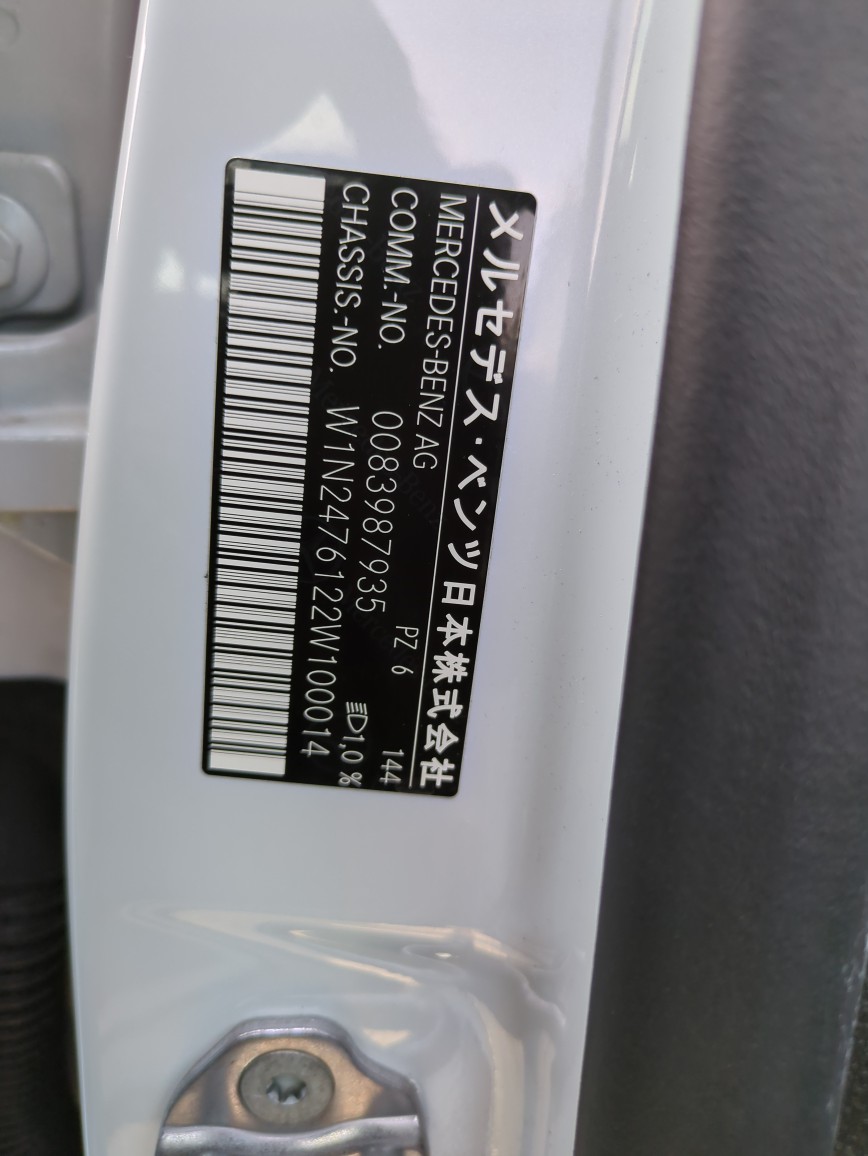 メルセデス・ベンツ日本株式会社
MERCEDES-BENZ AG 144
COMM.-NO. 0083987935 PZ 6
CHASSIS.-NO. W1N2476122W100014 1,0 %